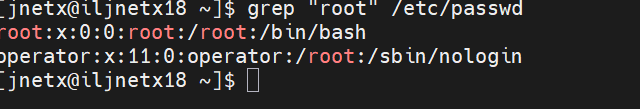 [jnetx@iljnetx18 ~]$ grep "root" /etc/passwd
root:x:0:0:root:/root:/bin/bash
operator:x:11:0:operator:/root:/sbin/nologin
[jnetx@iljnetx18 ~]$